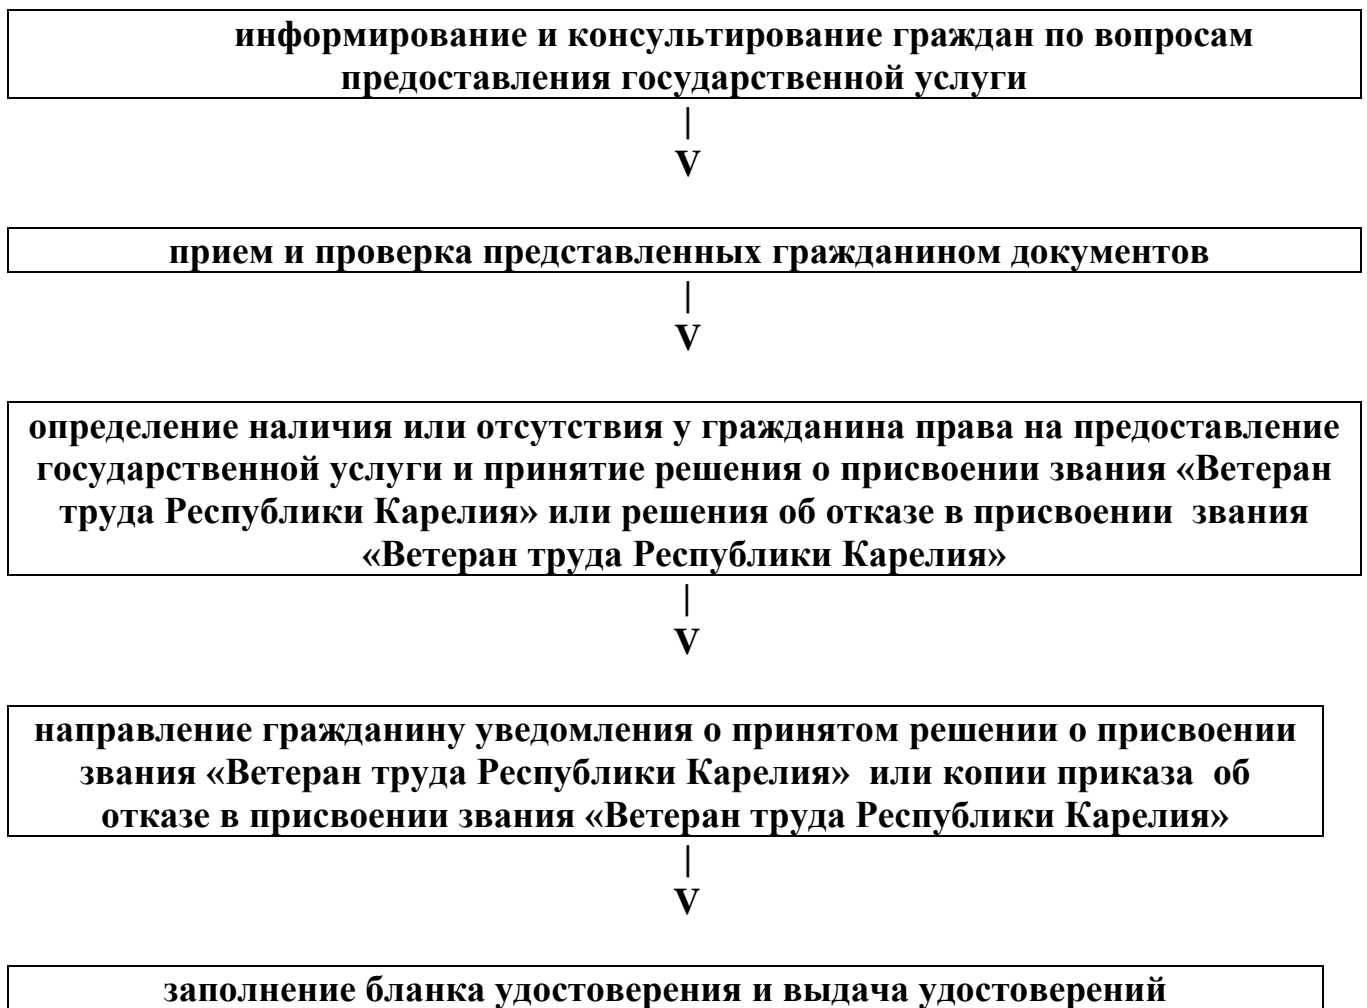 информирование и консультирование граждан по вопросам
предоставления государственной услуги
|
V
прием и проверка представленных гражданином документов
|
V
определение наличия или отсутствия у гражданина права на предоставление
государственной услуги и принятие решения о присвоении звания «Ветеран
труда Республики Карелия» или решения об отказе в присвоении звания
«Ветеран труда Республики Карелия»
|
V
направление гражданину уведомления о принятом решении о присвоении
звания «Ветеран труда Республики Карелия» или копии приказа об
отказе в присвоении звания «Ветеран труда Республики Карелия»
|
V
заполнение бланка удостоверения и выдача удостоверений